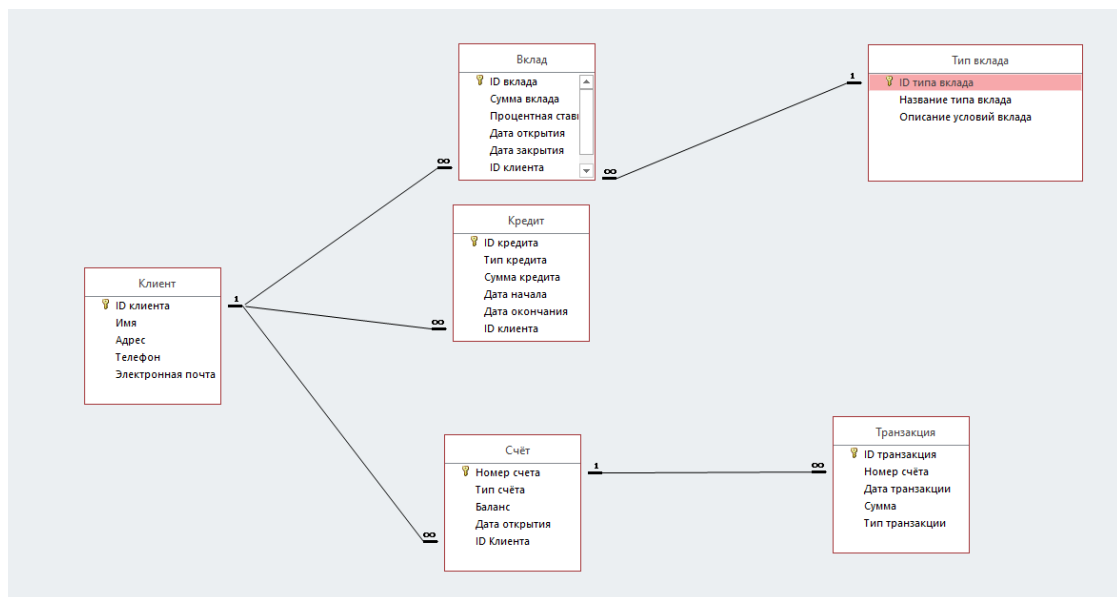 Вклад
ID вклада
Сумма вклада
Процентная став
Дата открытия
Дата закрытия
ID клиента
Тип вклада
ID типа вклада
Название типа вклада
Описание условий вклада
Кредит
ID кредита
Тип кредита
Сумма кредита
Дата начала
Дата окончания
ID клиента
Клиент
ID клиента
Имя
Адрес
Телефон
Электронная почта
Счёт
Номер счета
Тип счёта
Баланс
Дата открытия
ID Клиента
Транзакция
ID транзакция
Номер счёта
Дата транзакции
Сумма
Тип транзакции
1
∞
∞
1
∞
∞
1
∞